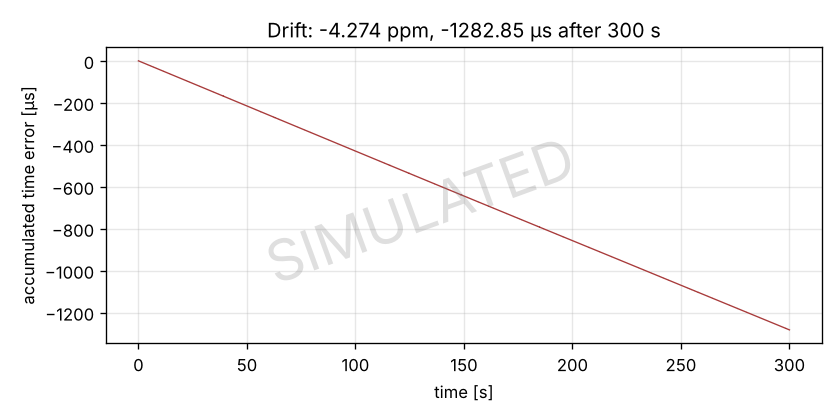 Drift: -4.274 ppm, -1282.85 µs after 300 s
accumulated time error [µs]
0
−200
−400
−600
−800
−1000
−1200
SIMULATED
0 50 100 150 200 250 300
time [s]